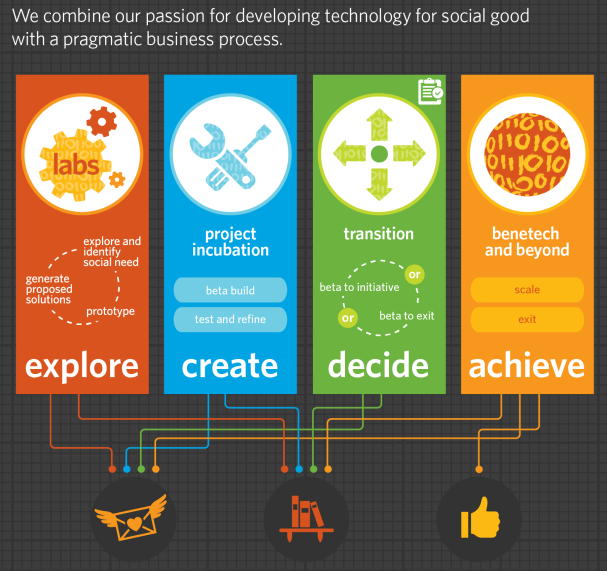 We combine our passion for developing technology for social good
with a pragmatic business process.
labs
explore and
identify
social need
generate
proposed
solutions
prototype
explore
project
incubation
beta build
test and refine
create
transition
or
beta to initiative
or
beta to exit
decide
benetech
and beyond
scale
exit
achieve